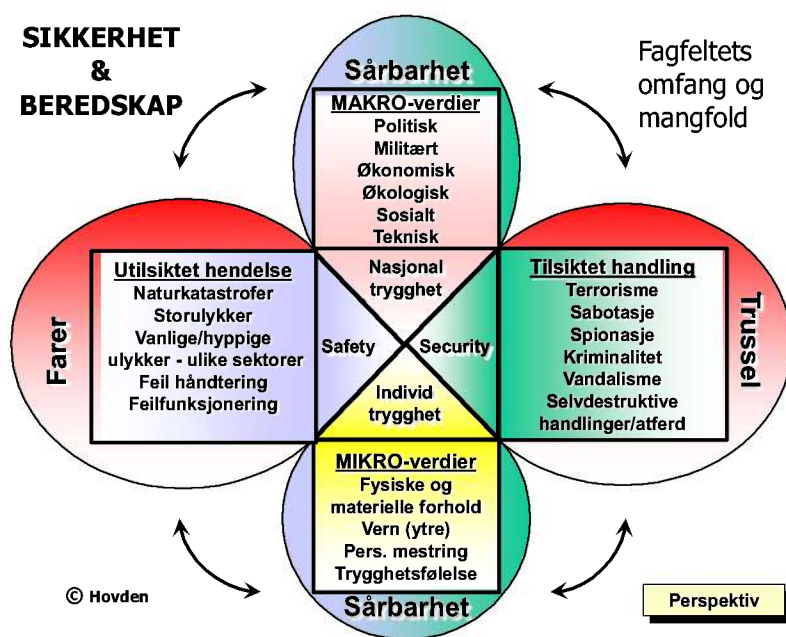 SIKKERHET
&
BEREDSKAP
Fagfeltets
omfang og
mangfold
Sårbarhet
MAKRO-verdier
Politisk
Militært
Økonomisk
Økologisk
Sosialt
Teknisk
Nasjonal
trygghet
Farer
Utilsiktet hendelse
Naturkatastrofer
Storulykker
Vanlige/hyppige
ulykker - ulike sektorer
Feil håndtering
Feilfunksjonering
Safety
Security
Tilsiktet handling
Terrorisme
Sabotasje
Spionasje
Kriminalitet
Vandalisme
Selvdestruktive
handlinger/atferd
Trussel
Individ
trygghet
MIKRO-verdier
Fysiske og
materielle forhold
Vern (ytre)
Pers. mestring
Trygghetsfølelse
Sårbarhet
© Hovden
Perspektiv